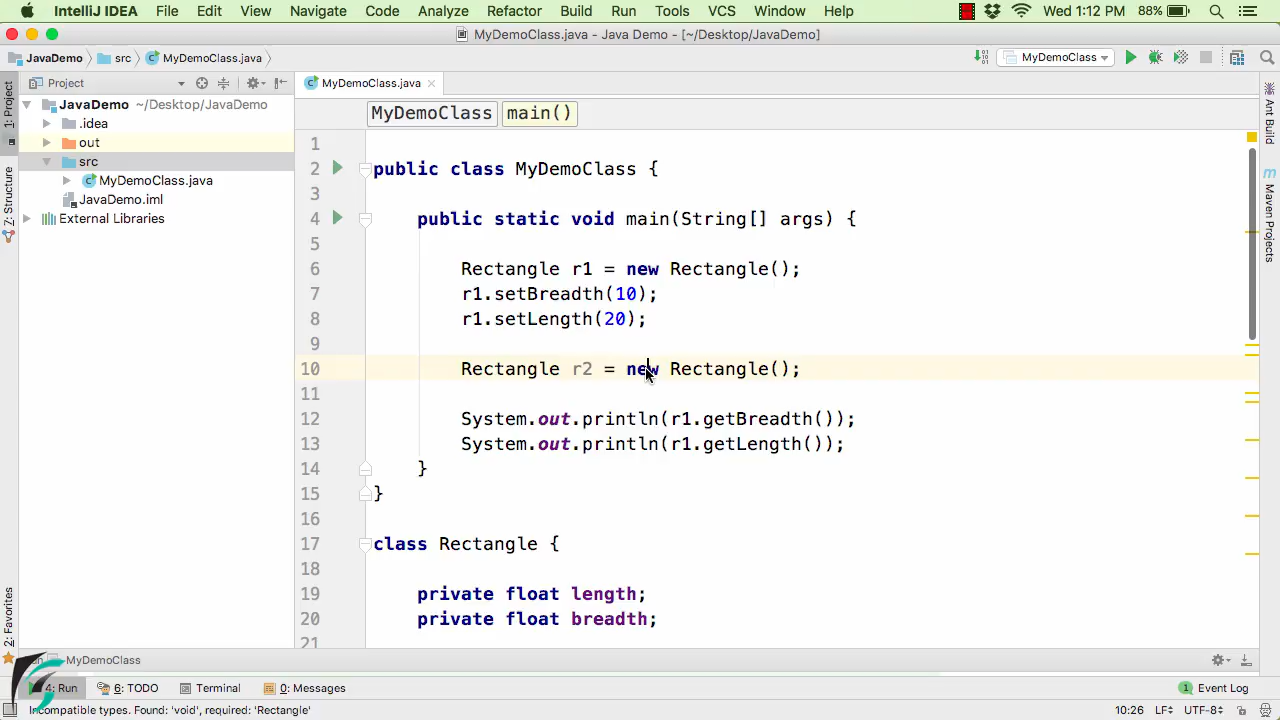 IntelliJ IDEA File Edit View Navigate Code Analyze Refactor Build Run Tools VCS Window Help Wed 1:12 PM 88%
MyDemoClass.java - Java Demo - [~/Desktop/JavaDemo]
JavaDemo src MyDemoClass.java MyDemoClass
Project MyDemoClass.java
JavaDemo ~/Desktop/JavaDemo
.idea
out
src
MyDemoClass.java
JavaDemo.iml
External Libraries
1: Project
7: Structure
2: Favorites
MyDemoClass main()
1
2 public class MyDemoClass {
3
4 public static void main(String[] args) {
5
6 Rectangle r1 = new Rectangle();
7 r1.setBreadth(10);
8 r1.setLength(20);
9
10 Rectangle r2 = new Rectangle();
11
12 System.out.println(r1.getBreadth());
13 System.out.println(r1.getLength());
14 }
15 }
16
17 class Rectangle {
18
19 private float length;
20 private float breadth;
21
Ant Build
m Maven Projects
MyDemoClass
4: Run 6: TODO Terminal 0: Messages 1 Event Log
Incompatible types. Found: 'void', required: 'Rectangle' 10:26 LF UTF-8